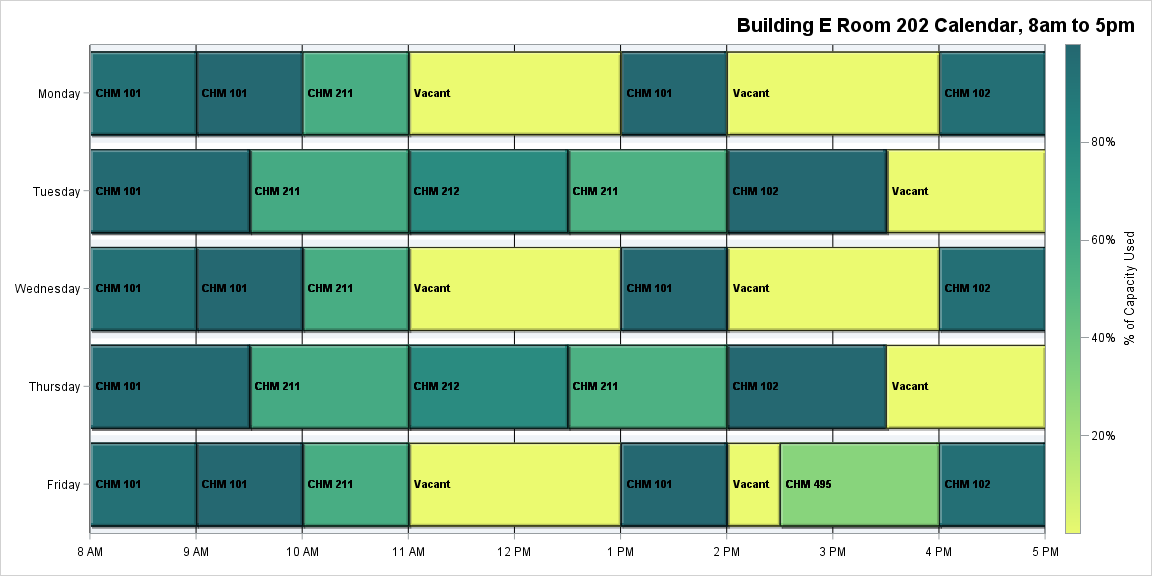 Building E Room 202 Calendar, 8am to 5pm
Monday
CHM 101
CHM 101
CHM 211
Vacant
CHM 101
Vacant
CHM 102
Tuesday
CHM 101
CHM 211
CHM 212
CHM 211
CHM 102
Vacant
Wednesday
CHM 101
CHM 101
CHM 211
Vacant
CHM 101
Vacant
CHM 102
Thursday
CHM 101
CHM 211
CHM 212
CHM 211
CHM 102
Vacant
Friday
CHM 101
CHM 101
CHM 211
Vacant
CHM 101
Vacant
CHM 495
CHM 102
8 AM
9 AM
10 AM
11 AM
12 PM
1 PM
2 PM
3 PM
4 PM
5 PM
80%
60%
40%
20%
% of Capacity Used